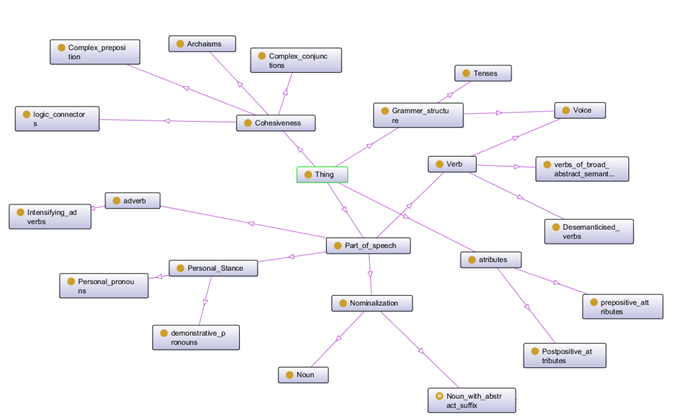 Complex_preposi
tion
Archaisms
Complex_conjunc
tions
Tenses
logic_connector
s
Cohesiveness
Grammer_structu
re
Voice
Thing
Verb
verbs_of_broad_
abstract_semant...
adverb
Intensifying_ad
verbs
Desemanticised_
verbs
Part_of_speech
Personal_Stance
atributes
Personal_pronou
ns
Nominalization
prepositive_att
ributes
demonstrative_p
ronouns
Postpositive_at
tributes
Noun
Noun_with_abstr
act_suffix